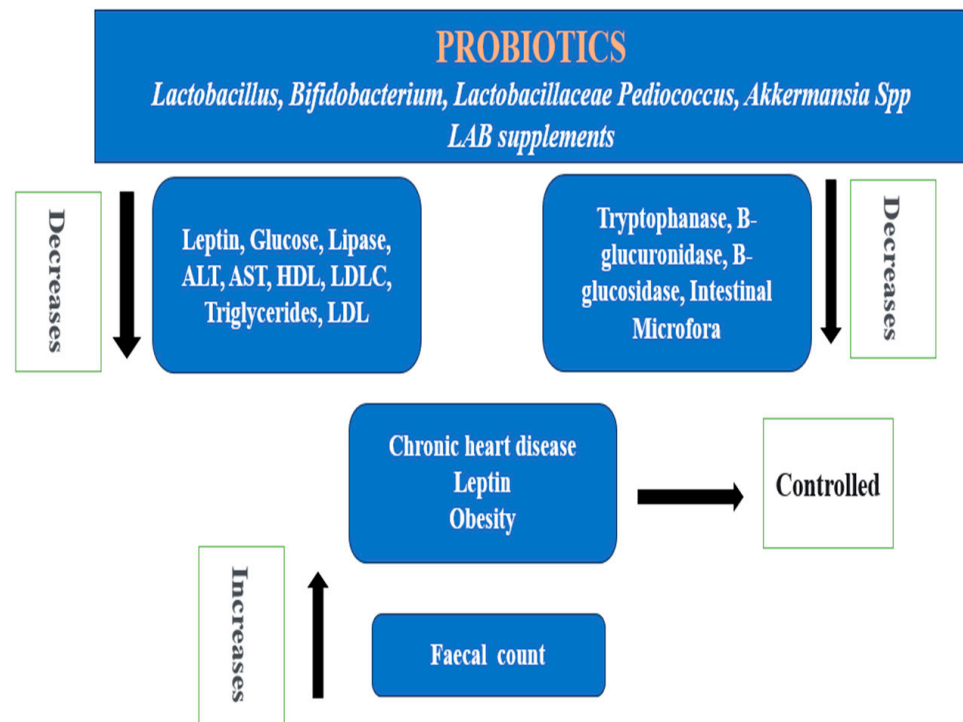 PROBIOTICS
Lactobacillus, Bifidobacterium, Lactobacillaceae Pediococcus, Akkermansia Spp
LAB supplements
Decreases
Leptin, Glucose, Lipase,
ALT, AST, HDL, LDLC,
Triglycerides, LDL
Tryptophanase, B-
glucuronidase, B-
glucosidase, Intestinal
Microfora
Decreases
Chronic heart disease
Leptin
Obesity
Controlled
Increases
Faecal count